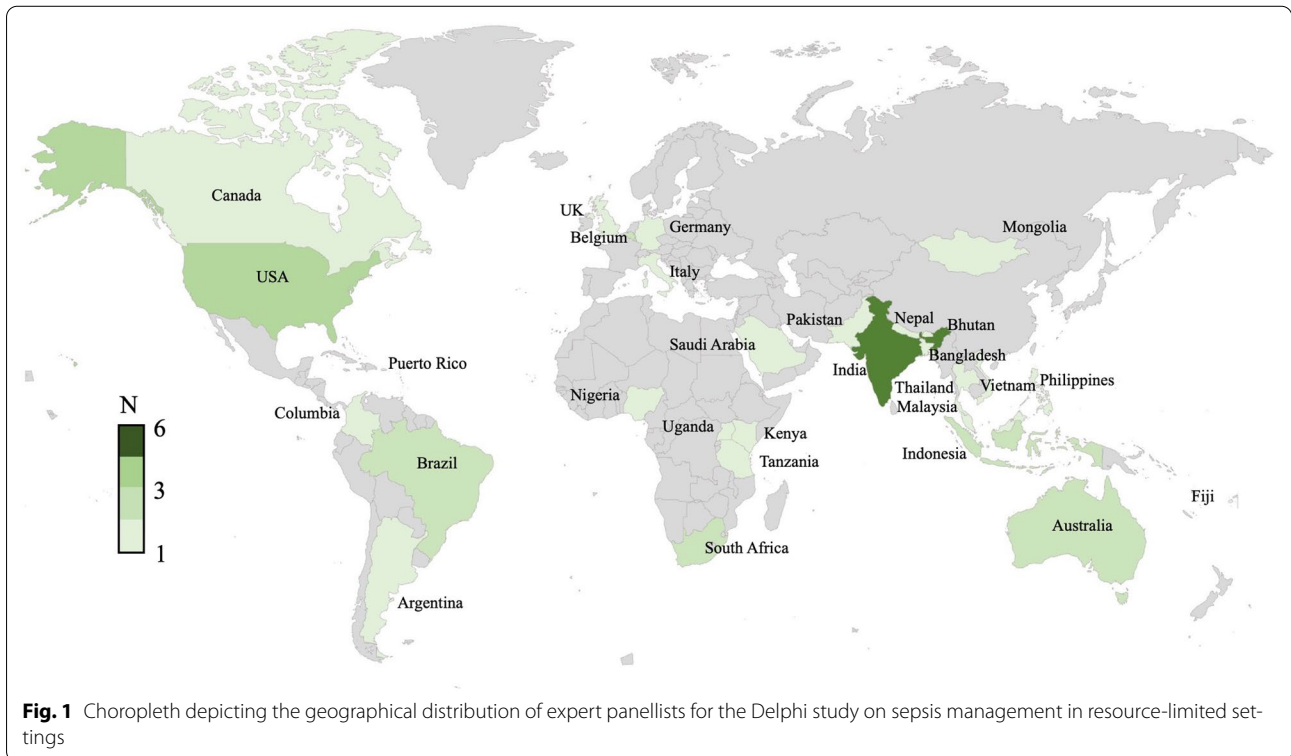 Canada
UK
Germany
Belgium
Mongolia
USA
Italy
Pakistan
Nepal
Bhutan
Saudi Arabia
Bangladesh
Puerto Rico
India
Thailand
Vietnam
Philippines
Nigeria
Malaysia
Columbia
Uganda
Kenya
N
6
Brazil
Tanzania
Indonesia
3
Fiji
Australia
South Africa
1
Argentina
Fig. 1 Choropleth depicting the geographical distribution of expert panellists for the Delphi study on sepsis management in resource-limited set-
tings